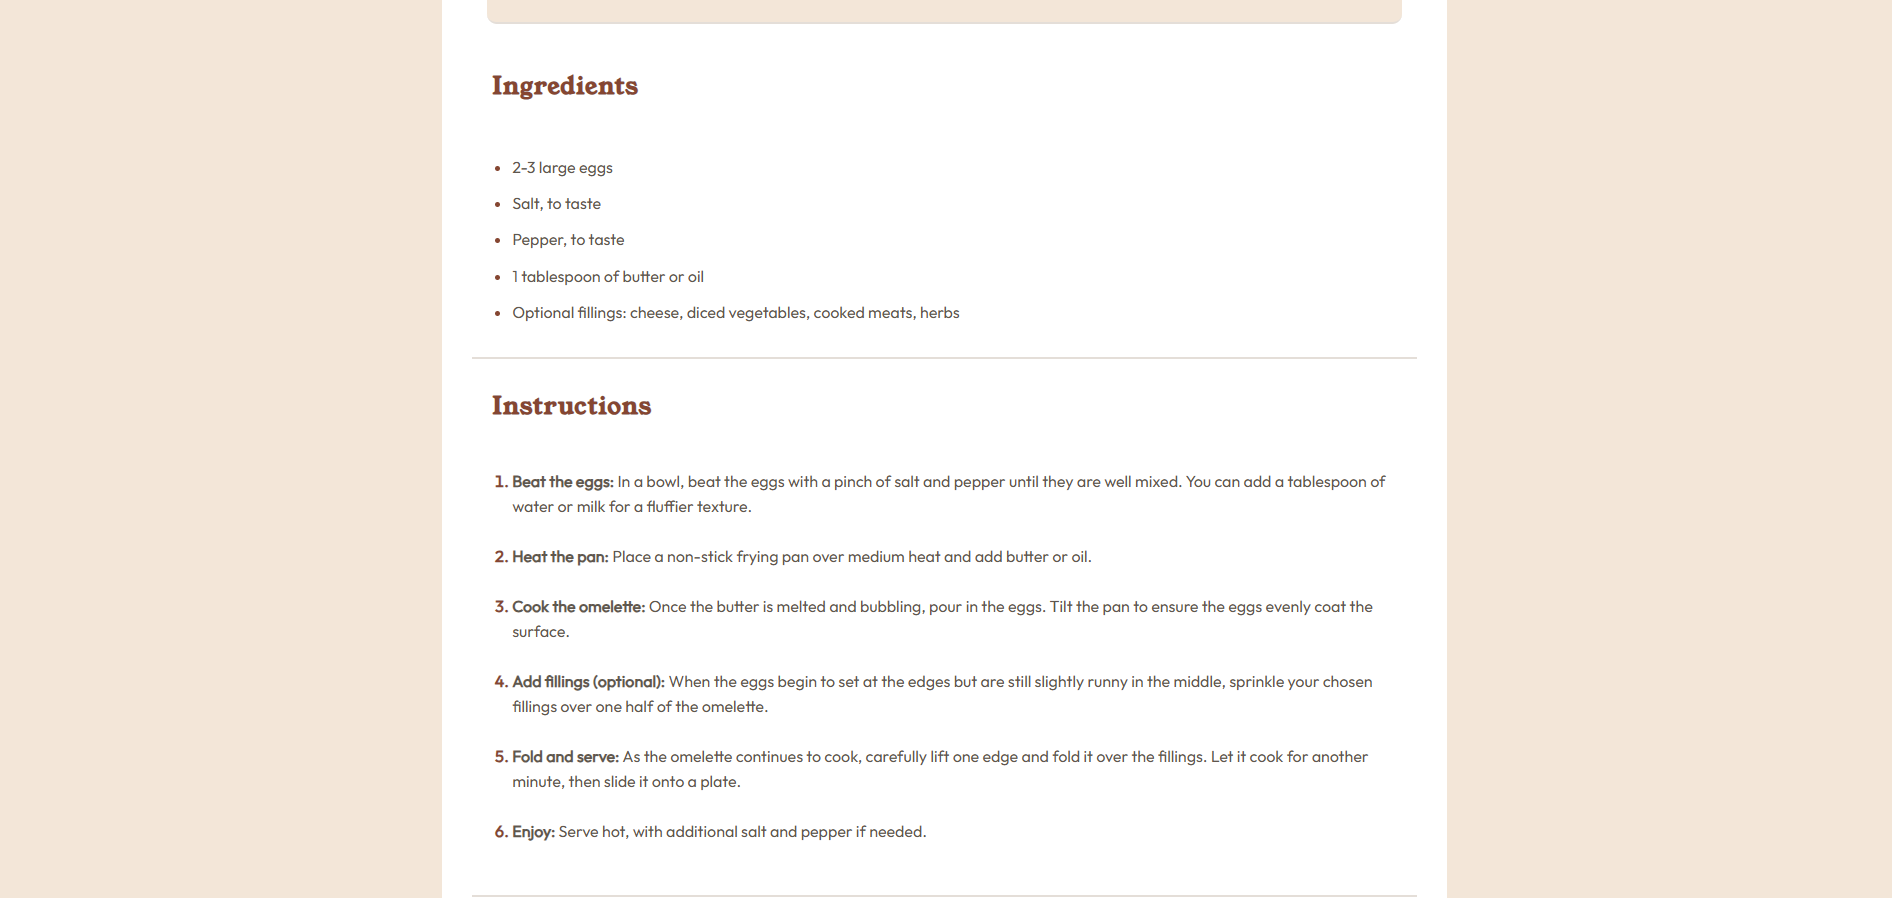 Ingredients
• 2-3 large eggs
• Salt, to taste
• Pepper, to taste
• 1 tablespoon of butter or oil
• Optional fillings: cheese, diced vegetables, cooked meats, herbs
Instructions
1. Beat the eggs: In a bowl, beat the eggs with a pinch of salt and pepper until they are well mixed. You can add a tablespoon of
water or milk for a fluffier texture.
2. Heat the pan: Place a non-stick frying pan over medium heat and add butter or oil.
3. Cook the omelette: Once the butter is melted and bubbling, pour in the eggs. Tilt the pan to ensure the eggs evenly coat the
surface.
4. Add fillings (optional): When the eggs begin to set at the edges but are still slightly runny in the middle, sprinkle your chosen
fillings over one half of the omelette.
5. Fold and serve: As the omelette continues to cook, carefully lift one edge and fold it over the fillings. Let it cook for another
minute, then slide it onto a plate.
6. Enjoy: Serve hot, with additional salt and pepper if needed.